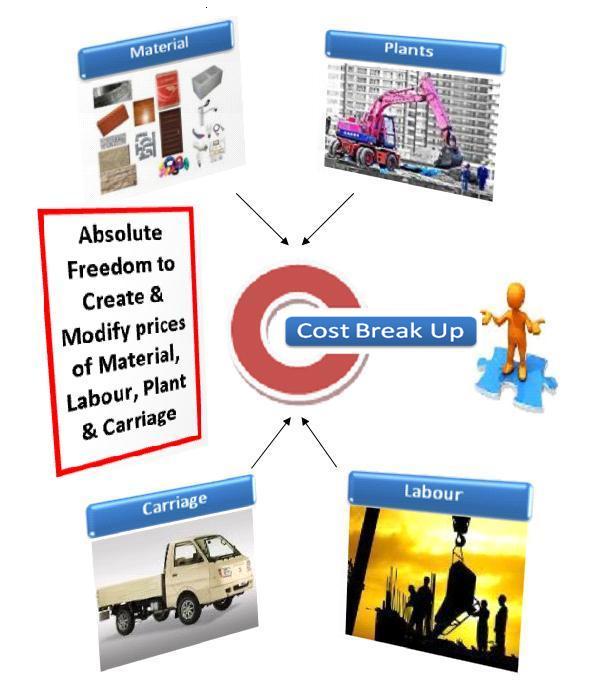 Material
Plants
Absolute
Freedom to
Create &
Modify prices
of Material,
Labour, Plant
& Carriage
Cost Break Up
Carriage
Labour